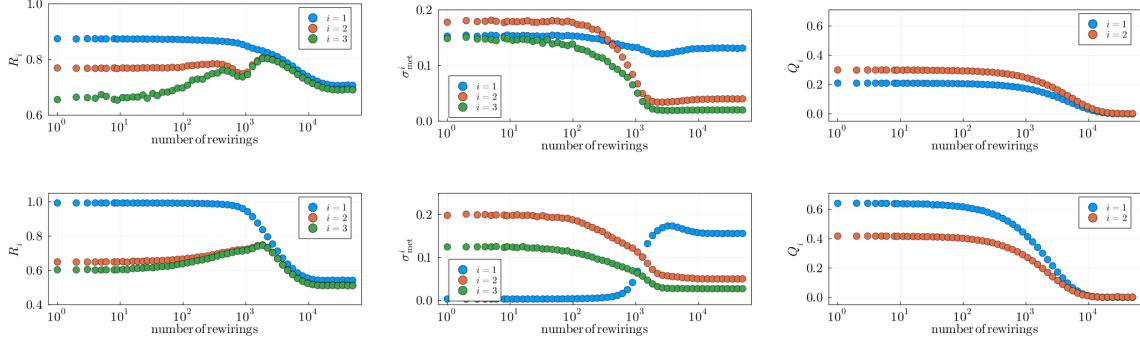 1.0
0.8
0.6
R_i
i = 1
i = 2
i = 3
10^0 10^1 10^2 10^3 10^4
number of rewirings
0.2
0.1
0.0
σ^i_met
i = 1
i = 2
i = 3
10^0 10^1 10^2 10^3 10^4
number of rewirings
0.6
0.4
0.2
0.0
Q_i
i = 1
i = 2
10^0 10^1 10^2 10^3 10^4
number of rewirings
1.0
0.8
0.6
0.4
R_i
i = 1
i = 2
i = 3
10^0 10^1 10^2 10^3 10^4
number of rewirings
0.2
0.1
0.0
σ^i_met
i = 1
i = 2
i = 3
10^0 10^1 10^2 10^3 10^4
number of rewirings
0.6
0.4
0.2
0.0
Q_i
i = 1
i = 2
10^0 10^1 10^2 10^3 10^4
number of rewirings